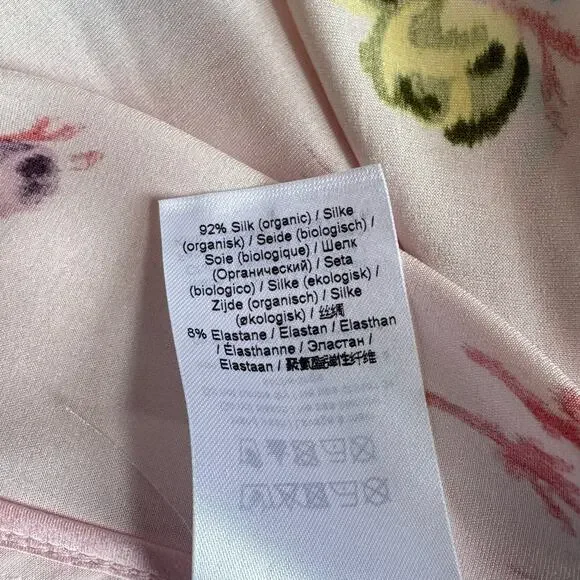 92% Silk (organic) / Silke
(organisk) / Seide (biologisch) /
Soie (biologique) / Шелк
(Органический) / Seta
(biologico) / Silke (ekologisk) /
Zijde (organisch) / Silke
(økologisk) / 丝绸
8% Elastane / Elastan / Elasthan
/ Élasthanne / Эластан /
Elastaan / 聚氨酯弹性纤维